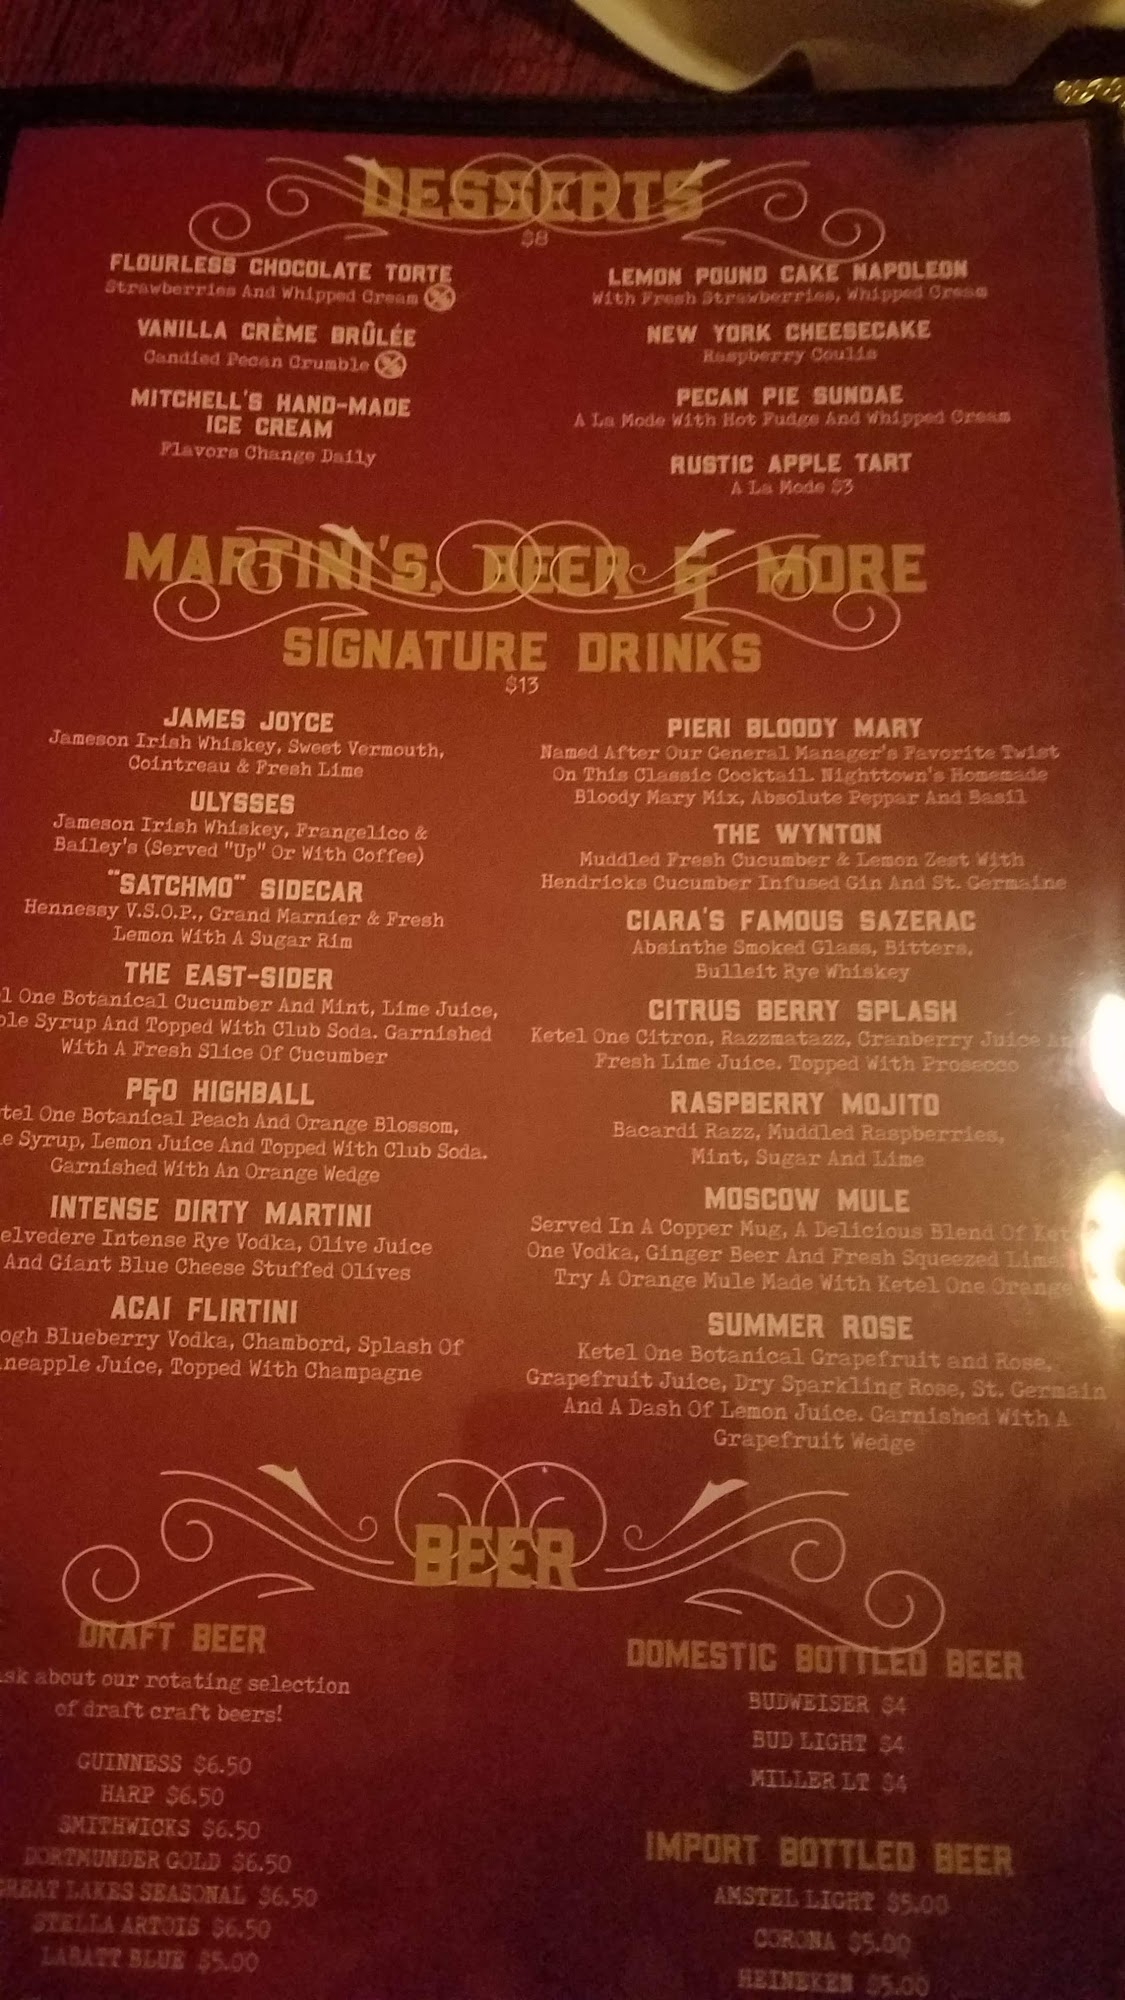 DESSERTS
$8
FLOURLESS CHOCOLATE TORTE
Strawberries And Whipped Cream
VANILLA CRÈME BRÛLÉE
Candied Pecan Crumble
MITCHELL'S HAND-MADE
ICE CREAM
Flavors Change Daily
LEMON POUND CAKE NAPOLEON
With Fresh Strawberries, Whipped Cream
NEW YORK CHEESECAKE
Raspberry Coulis
PECAN PIE SUNDAE
A La Mode With Hot Fudge And Whipped Cream
RUSTIC APPLE TART
A La Mode $3
MARTINI'S, BEER & MORE
SIGNATURE DRINKS
$13
JAMES JOYCE
Jameson Irish Whiskey, Sweet Vermouth,
Cointreau & Fresh Lime
ULYSSES
Jameson Irish Whiskey, Frangelico &
Bailey's (Served "Up" Or With Coffee)
"SATCHMO" SIDECAR
Hennessy V.S.O.P., Grand Marnier & Fresh
Lemon With A Sugar Rim
THE EAST-SIDER
l One Botanical Cucumber And Mint, Lime Juice,
ple Syrup And Topped With Club Soda. Garnished
With A Fresh Slice Of Cucumber
P&O HIGHBALL
tel One Botanical Peach And Orange Blossom,
e Syrup, Lemon Juice And Topped With Club Soda.
Garnished With An Orange Wedge
INTENSE DIRTY MARTINI
elvedere Intense Rye Vodka, Olive Juice
And Giant Blue Cheese Stuffed Olives
ACAI FLIRTINI
ogh Blueberry Vodka, Chambord, Splash Of
neapple Juice, Topped With Champagne
PIERI BLOODY MARY
Named After Our General Manager's Favorite Twist
On This Classic Cocktail. Nighttown's Homemade
Bloody Mary Mix, Absolute Peppar And Basil
THE WYNTON
Muddled Fresh Cucumber & Lemon Zest With
Hendricks Cucumber Infused Gin And St. Germaine
CIARA'S FAMOUS SAZERAC
Absinthe Smoked Glass, Bitters,
Bulleit Rye Whiskey
CITRUS BERRY SPLASH
Ketel One Citron, Razzmatazz, Cranberry Juice An
Fresh Lime Juice. Topped With Prosecco
RASPBERRY MOJITO
Bacardi Razz, Muddled Raspberries,
Mint, Sugar And Lime
MOSCOW MULE
Served In A Copper Mug, A Delicious Blend Of Ket
One Vodka, Ginger Beer And Fresh Squeezed Lime
Try A Orange Mule Made With Ketel One Orange
SUMMER ROSE
Ketel One Botanical Grapefruit and Rose,
Grapefruit Juice, Dry Sparkling Rose, St. Germain
And A Dash Of Lemon Juice. Garnished With A
Grapefruit Wedge
BEER
DRAFT BEER
sk about our rotating selection
of draft craft beers!
GUINNESS $6.50
HARP $6.50
SMITHWICKS $6.50
DORTMUNDER GOLD $6.50
GREAT LAKES SEASONAL $6.50
STELLA ARTOIS $6.50
LABATT BLUE $5.00
DOMESTIC BOTTLED BEER
BUDWEISER $4
BUD LIGHT $4
MILLER LT $4
IMPORT BOTTLED BEER
AMSTEL LIGHT $5.00
CORONA $5.00
HEINEKEN $5.00